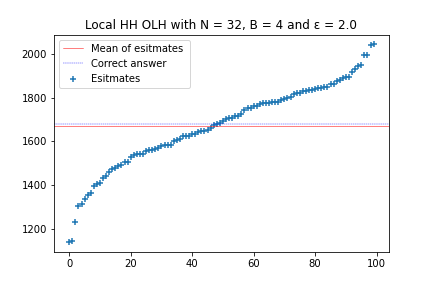 Local HH OLH with N = 32, B = 4 and ε = 2.0
Mean of esitmates
Correct answer
Esitmates
2000
1800
1600
1400
1200
0
20
40
60
80
100